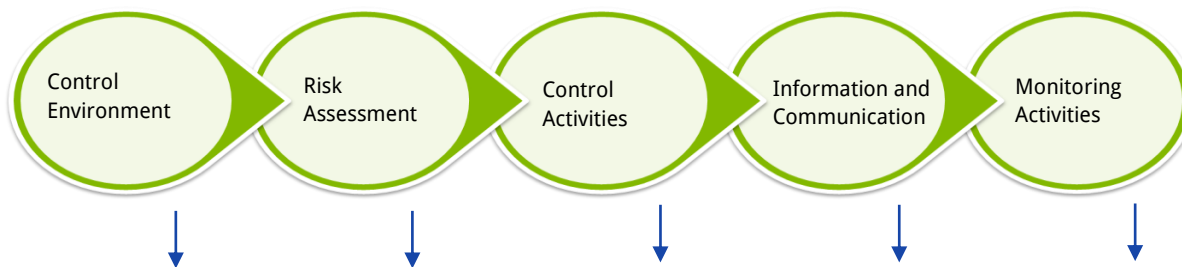 Control
Environment
Risk
Assessment
Control
Activities
Information and
Communication
Monitoring
Activities